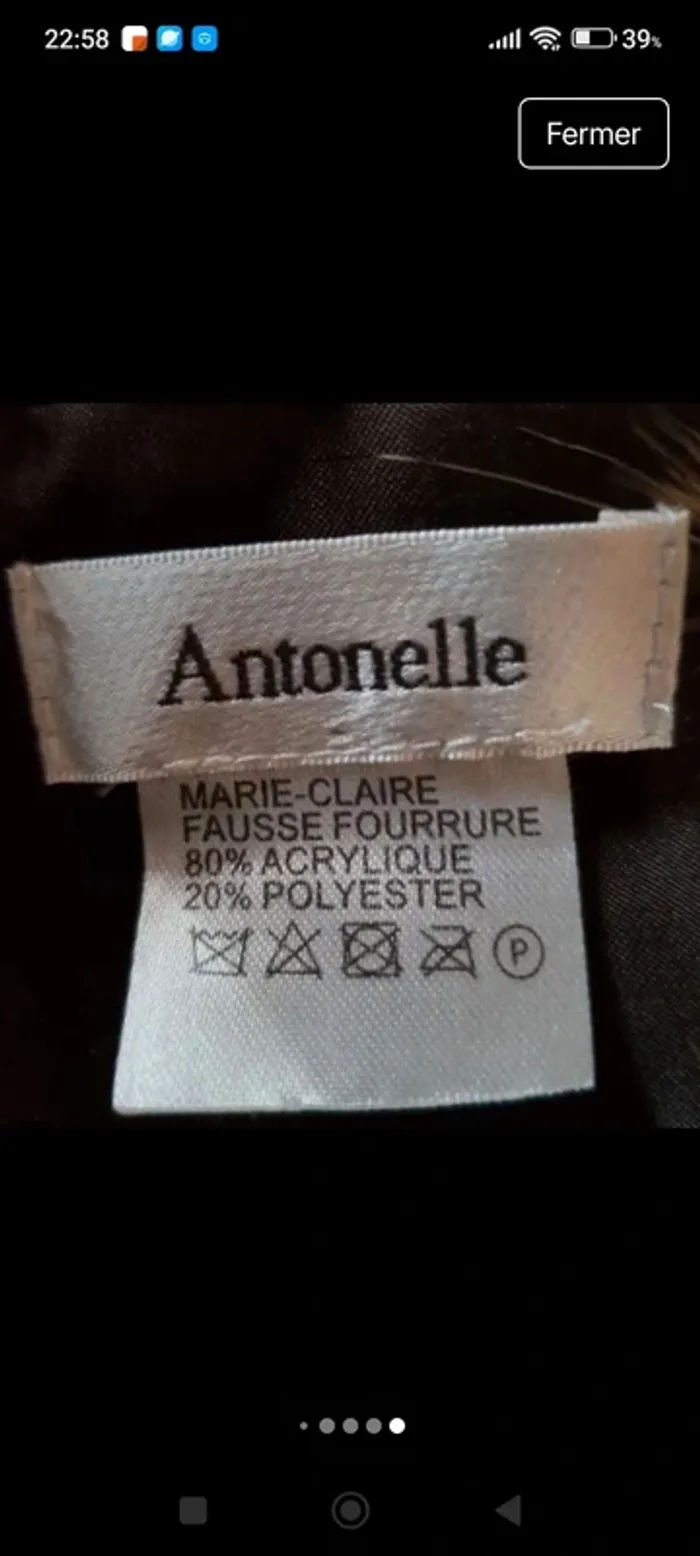 22:58
39%
Fermer
Antonelle
MARIE-CLAIRE
FAUSSE FOURRURE
80% ACRYLIQUE
20% POLYESTER
P